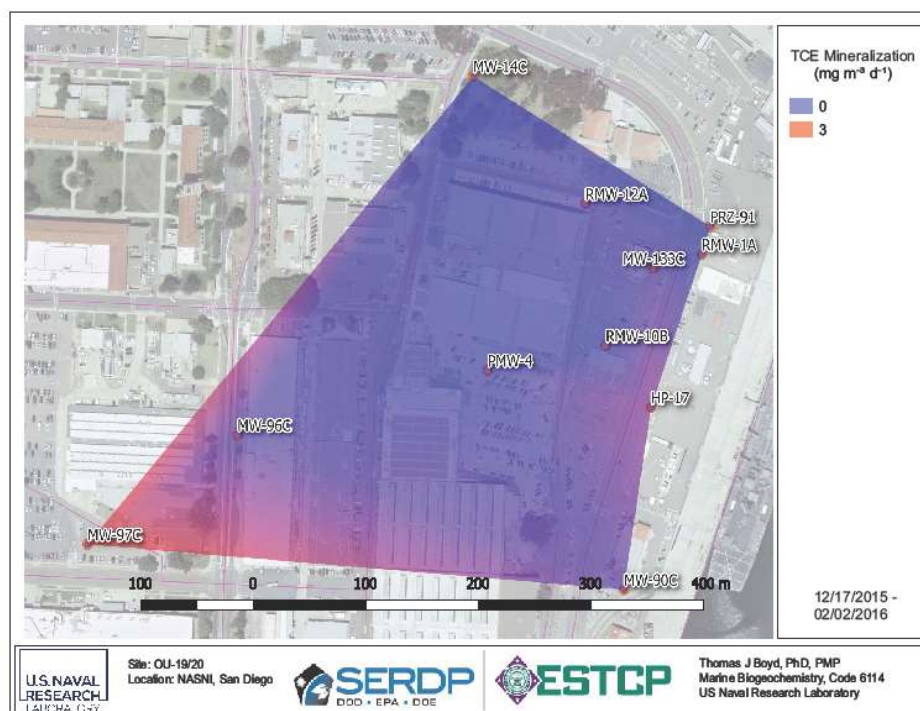 TCE Mineralization
(mg m⁻³ d⁻¹)
0
3
MW-14C
RMW-12A
PRZ-91
RMW-1A
MW-133C
RMW-10B
PMW-4
HP-17
MW-96C
MW-97C
MW-90C
100 0 100 200 300 400 m
12/17/2015 -
02/02/2016
U.S. NAVAL
RESEARCH
LABORATORY
Site: OU-19/20
Location: NASNI, San Diego
SERDP
DOD • EPA • DOE
ESTCP
Thomas J Boyd, PhD, PMP
Marine Biogeochemistry, Code 6114
US Naval Research Laboratory